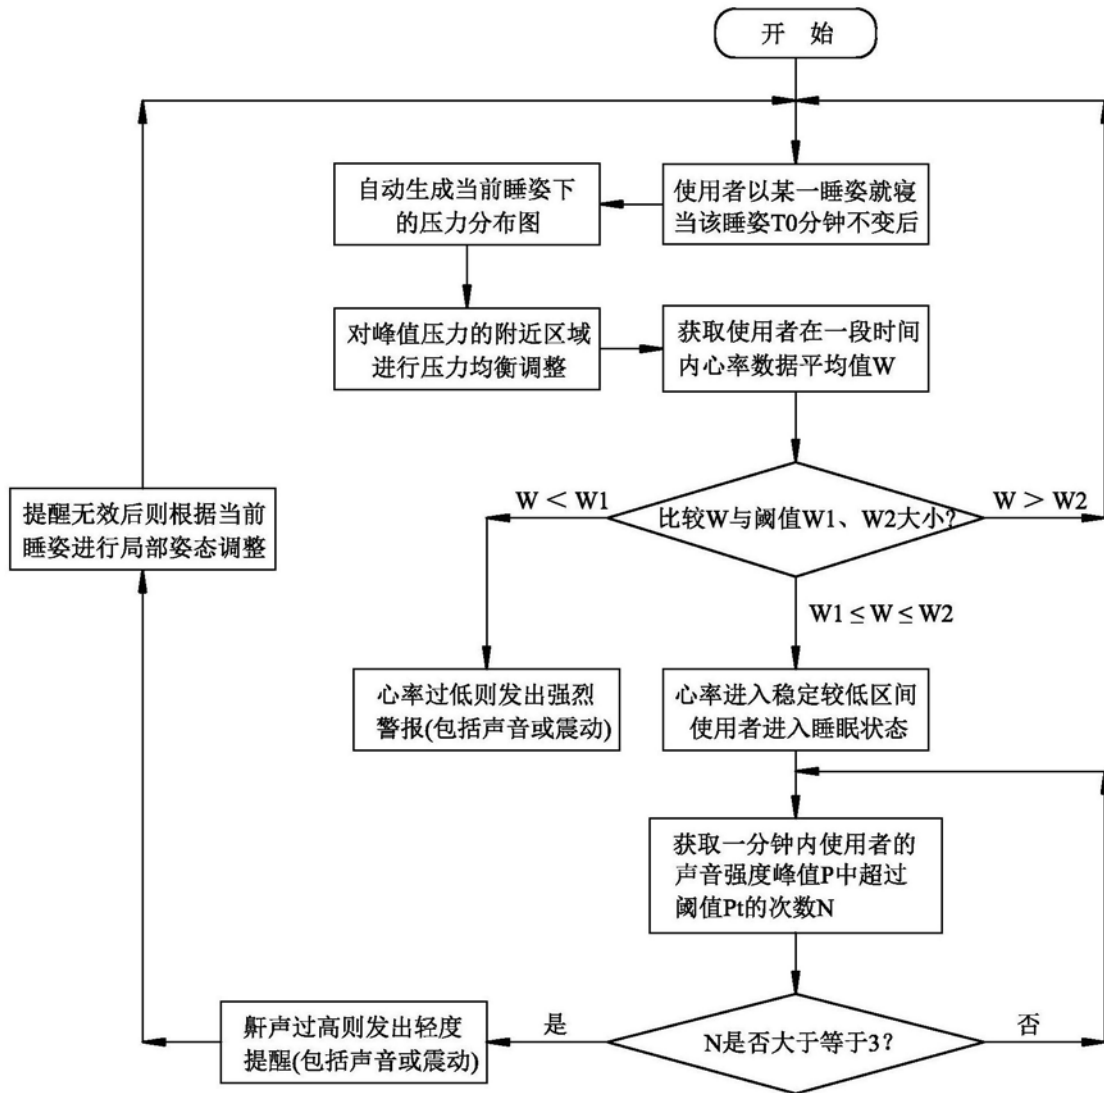 开 始
使用者以某一睡姿就寝
当该睡姿T0分钟不变后
自动生成当前睡姿下
的压力分布图
对峰值压力的附近区域
进行压力均衡调整
获取使用者在一段时间
内心率数据平均值W
比较W与阈值W1、W2大小?
W < W1
W > W2
W1 ≤ W ≤ W2
心率过低则发出强烈
警报(包括声音或震动)
心率进入稳定较低区间
使用者进入睡眠状态
获取一分钟内使用者的
声音强度峰值P中超过
阈值Pt的次数N
N是否大于等于3?
是
否
鼾声过高则发出轻度
提醒(包括声音或震动)
提醒无效后则根据当前
睡姿进行局部姿态调整